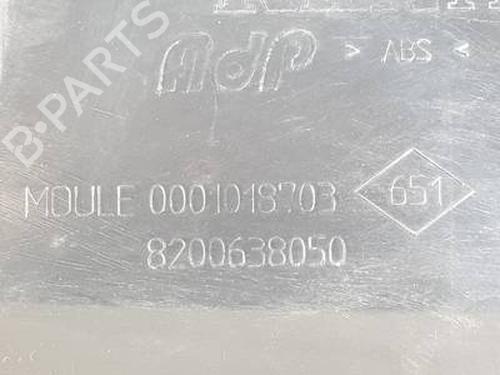 AdP
> ABS <
MOULE 0001018703
651
8200638050
B-PARTS